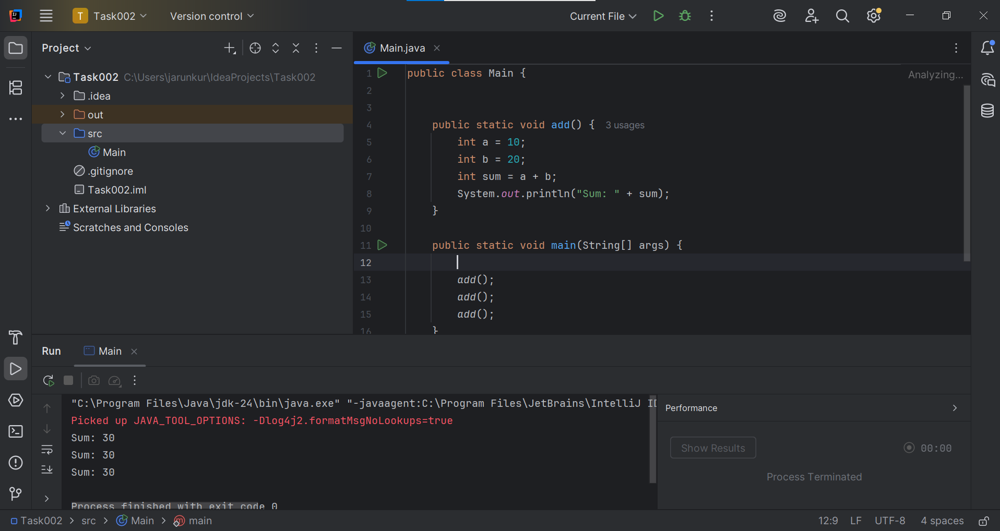 T Task002 Version control Current File
Project
Main.java
Task002 C:\Users\jarunkur\IdeaProjects\Task002
.idea
out
src
Main
.gitignore
Task002.iml
External Libraries
Scratches and Consoles
Analyzing...
1 public class Main {
2
3
4 public static void add() { 3 usages
5 int a = 10;
6 int b = 20;
7 int sum = a + b;
8 System.out.println("Sum: " + sum);
9 }
10
11 public static void main(String[] args) {
12
13 add();
14 add();
15 add();
16 }
Run Main
"C:\Program Files\Java\jdk-24\bin\java.exe" "-javaagent:C:\Program Files\JetBrains\IntelliJ ID
Picked up JAVA_TOOL_OPTIONS: -Dlog4j2.formatMsgNoLookups=true
Sum: 30
Sum: 30
Sum: 30
Process finished with exit code 0
Performance
Show Results 00:00
Process Terminated
Task002 > src > Main > m main 12:9 LF UTF-8 4 spaces